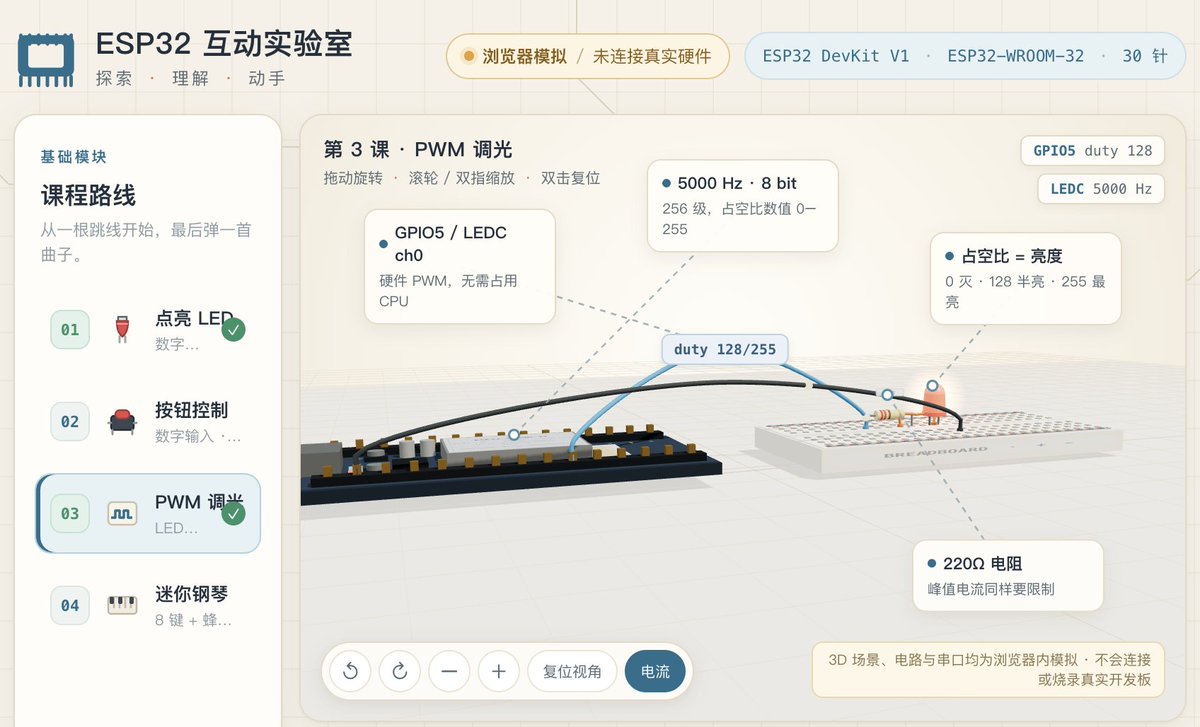 ESP32 互动实验室
探索 · 理解 · 动手
浏览器模拟 / 未连接真实硬件
ESP32 DevKit V1 · ESP32-WROOM-32 · 30 针
基础模块
课程路线
从一根跳线开始，最后弹一首
曲子。
01
点亮 LED
数字…
02
按钮控制
数字输入 ·…
03
PWM 调光
LED…
04
迷你钢琴
8 键 + 蜂…
第 3 课 · PWM 调光
拖动旋转 · 滚轮 / 双指缩放 · 双击复位
GPIO5 duty 128
LEDC 5000 Hz
5000 Hz · 8 bit
256 级，占空比数值 0–
255
GPIO5 / LEDC
ch0
硬件 PWM，无需占用
CPU
占空比 = 亮度
0 灭 · 128 半亮 · 255 最
亮
duty 128/255
BREADBOARD
220Ω 电阻
峰值电流同样要限制
复位视角
电流
3D 场景、电路与串口均为浏览器内模拟 · 不会连接
或烧录真实开发板